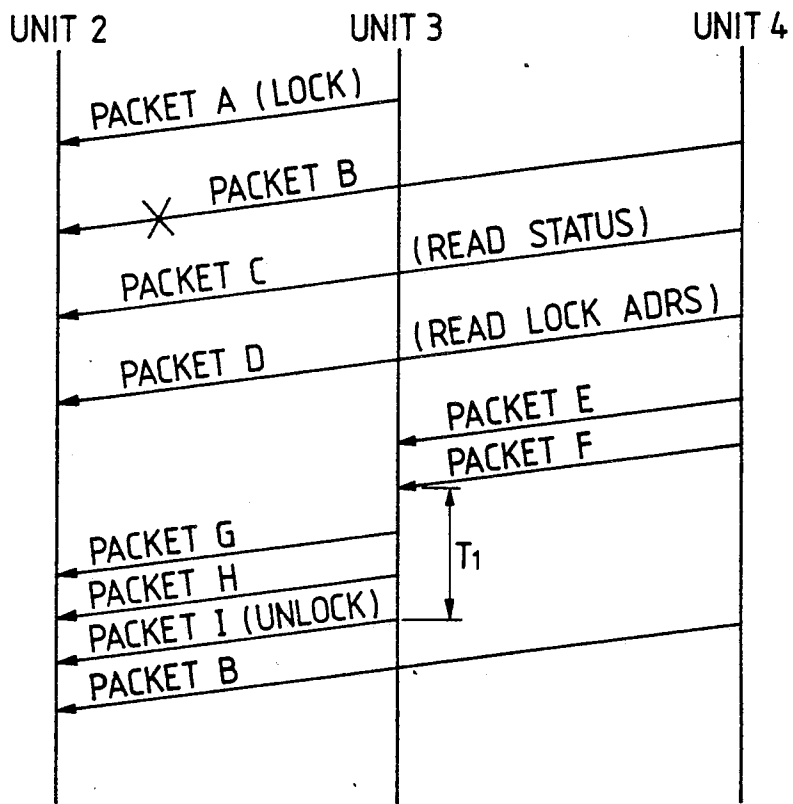 UNIT 2 UNIT 3 UNIT 4
PACKET A (LOCK)
PACKET B
(READ STATUS)
PACKET C
(READ LOCK ADRS)
PACKET D
PACKET E
PACKET F
PACKET G
T1
PACKET H
PACKET I (UNLOCK)
PACKET B